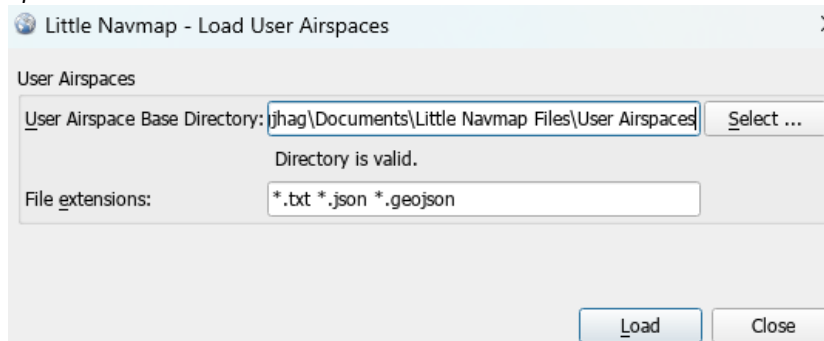 Little Navmap - Load User Airspaces
User Airspaces
User Airspace Base Directory: jhag\Documents\Little Navmap Files\User Airspaces Select ...
Directory is valid.
File extensions: *.txt *.json *.geojson
Load Close